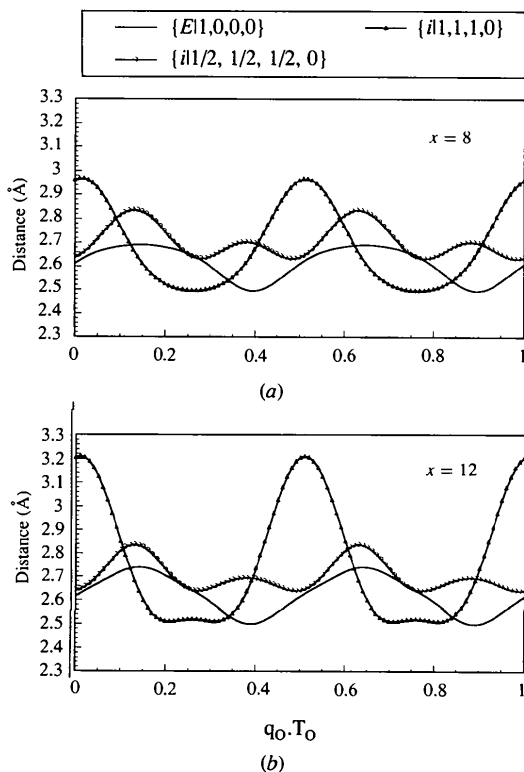 {E|1,0,0,0} {i|1,1,1,0}
{i|1/2, 1/2, 1/2, 0}
3.3
3.2
3.1
3
2.9
2.8
2.7
2.6
2.5
2.4
2.3
Distance (Å)
x = 8
0 0.2 0.4 0.6 0.8 1
(a)
3.3
3.2
3.1
3
2.9
2.8
2.7
2.6
2.5
2.4
2.3
Distance (Å)
x = 12
0 0.2 0.4 0.6 0.8 1
qO.TO
(b)